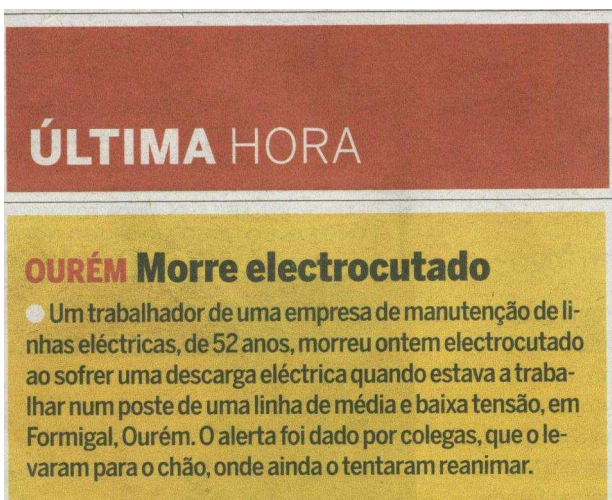 ÚLTIMA HORA
OURÉM Morre electrocutado
Um trabalhador de uma empresa de manutenção de li-
nhas eléctricas, de 52 anos, morreu ontem electrocutado
ao sofrer uma descarga eléctrica quando estava a traba-
lhar num poste de uma linha de média e baixa tensão, em
Formigal, Ourém. O alerta foi dado por colegas, que o le-
varam para o chão, onde ainda o tentaram reanimar.